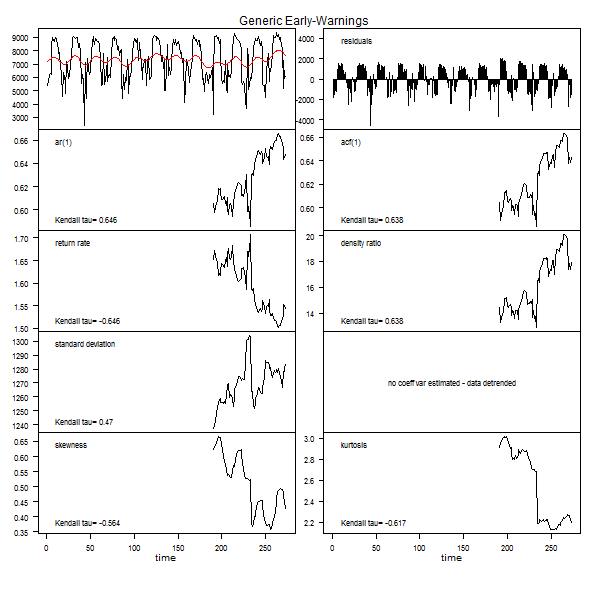 Generic Early-Warnings
9000
8000
7000
6000
5000
4000
3000
residuals
4000
2000
0
-2000
-4000
ar(1)
0.66
0.64
0.62
0.60
Kendall tau= 0.646
acf(1)
0.66
0.64
0.62
0.60
Kendall tau= 0.638
return rate
1.70
1.65
1.60
1.55
1.50
Kendall tau= -0.646
density ratio
20
18
16
14
Kendall tau= 0.638
standard deviation
1300
1290
1280
1270
1260
1250
1240
Kendall tau= 0.47
no coeff var estimated - data detrended
skewness
0.65
0.60
0.55
0.50
0.45
0.40
0.35
Kendall tau= -0.564
kurtosis
3.0
2.8
2.6
2.4
2.2
Kendall tau= -0.617
0 50 100 150 200 250
time
0 50 100 150 200 250
time